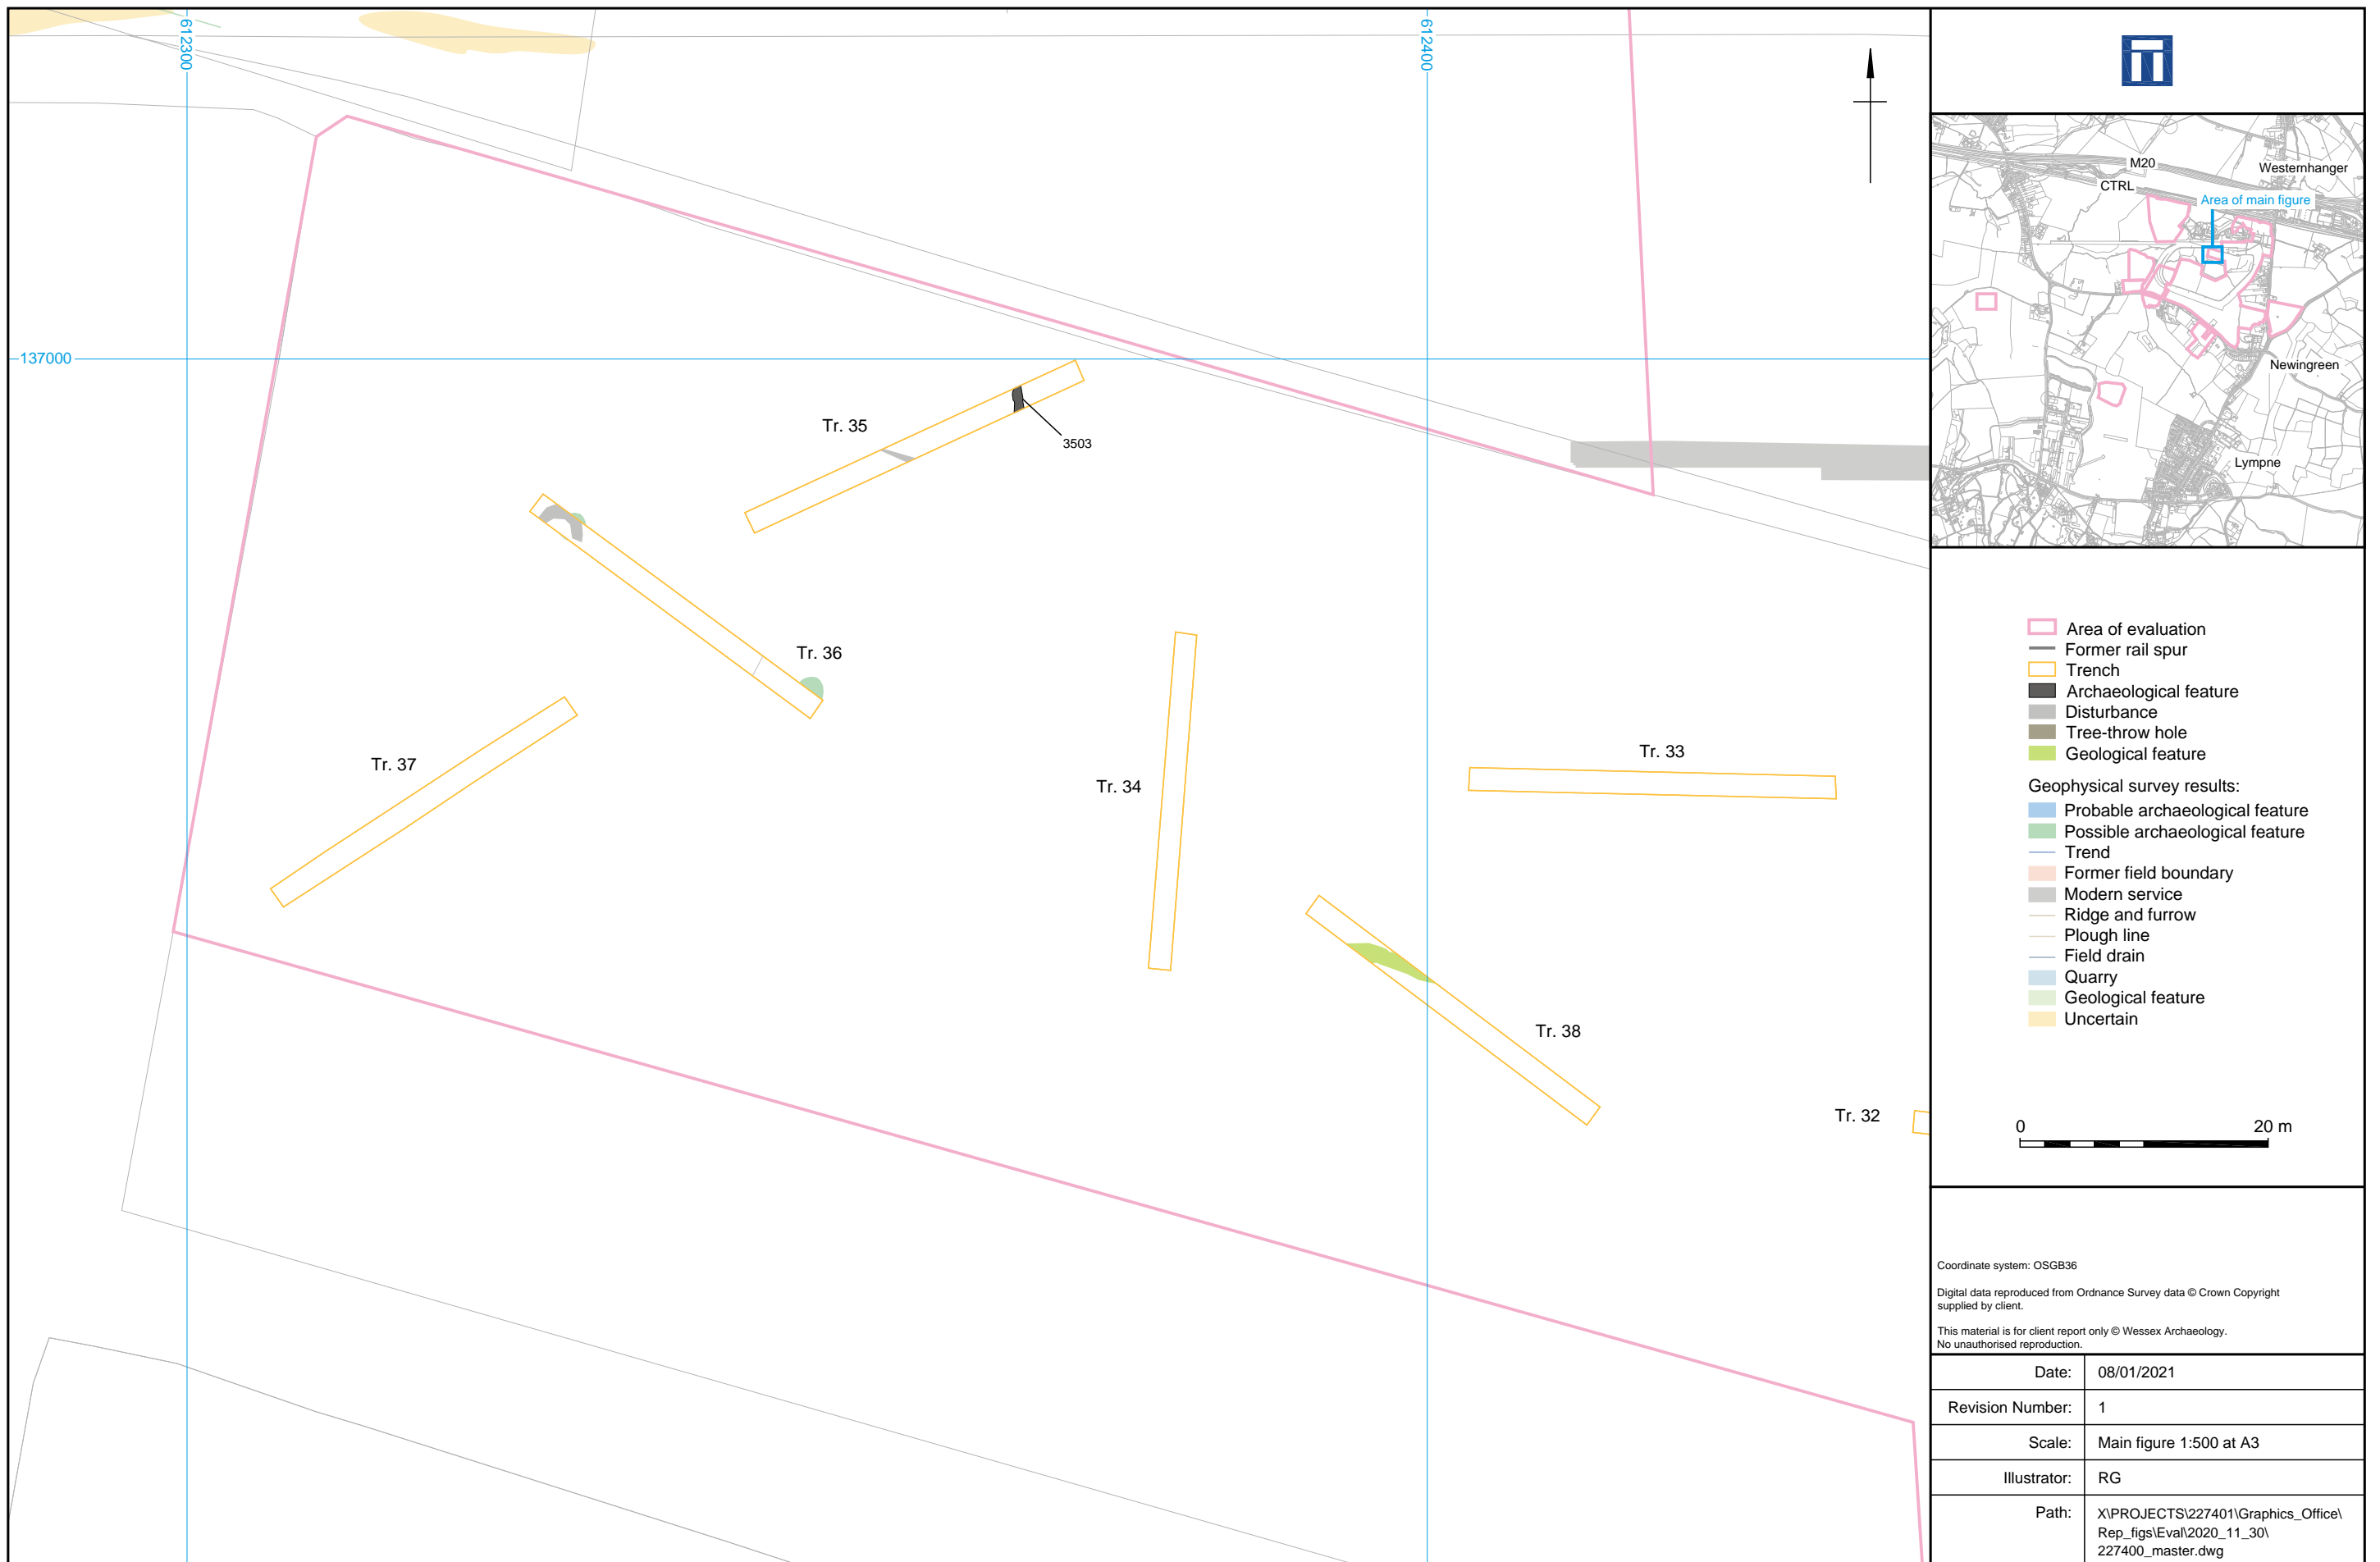 612300
612400
137000
Tr. 35
3503
Tr. 36
Tr. 37
Tr. 34
Tr. 33
Tr. 38
Tr. 32
M20
Westernhanger
CTRL
Area of main figure
Newingreen
Lympne
Area of evaluation
Former rail spur
Trench
Archaeological feature
Disturbance
Tree-throw hole
Geological feature
Geophysical survey results:
Probable archaeological feature
Possible archaeological feature
Trend
Former field boundary
Modern service
Ridge and furrow
Plough line
Field drain
Quarry
Geological feature
Uncertain
0 20 m
Coordinate system: OSGB36
Digital data reproduced from Ordnance Survey data © Crown Copyright
supplied by client.
This material is for client report only © Wessex Archaeology.
No unauthorised reproduction.
Date: 08/01/2021
Revision Number: 1
Scale: Main figure 1:500 at A3
Illustrator: RG
Path: X\PROJECTS\227401\Graphics_Office\
Rep_figs\Eval\2020_11_30\
227400_master.dwg